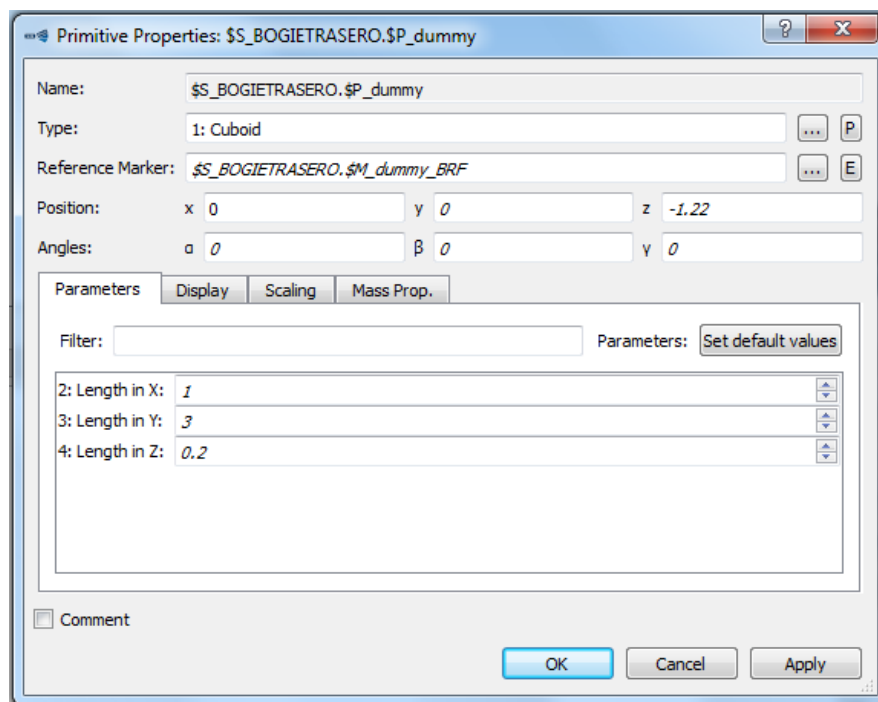 Primitive Properties: $S_BOGIETRASERO.$P_dummy
Name: $S_BOGIETRASERO.$P_dummy
Type: 1: Cuboid ... P
Reference Marker: $S_BOGIETRASERO.$M_dummy_BRF ... E
Position: x 0 y 0 z -1.22
Angles: α 0 β 0 γ 0
Parameters Display Scaling Mass Prop.
Filter: Parameters: Set default values
2: Length in X: 1
3: Length in Y: 3
4: Length in Z: 0.2
Comment
OK Cancel Apply